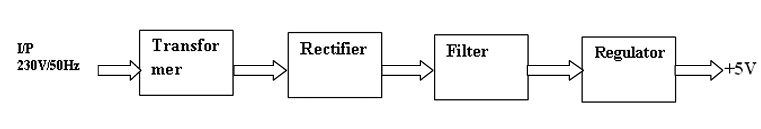 I/P
230V/50Hz
Transfor
mer
Rectifier
Filter
Regulator
+5V